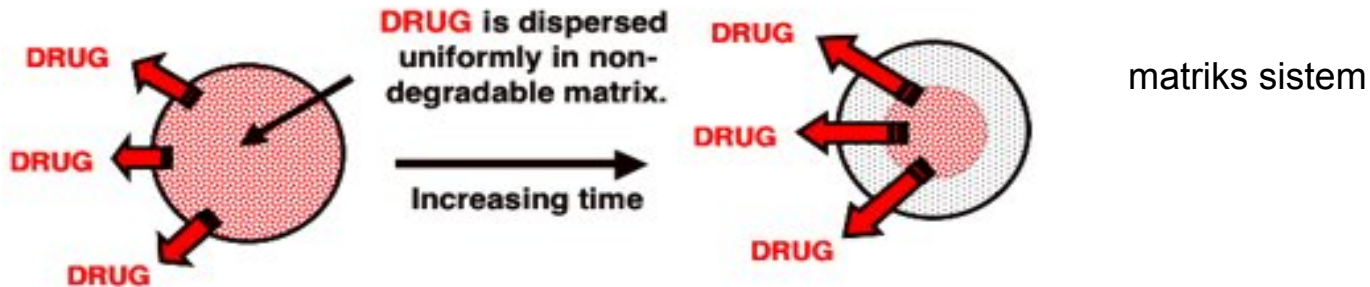 DRUG
DRUG
DRUG
DRUG is dispersed
uniformly in non-
degradable matrix.
Increasing time
DRUG
DRUG
DRUG
matriks sistem